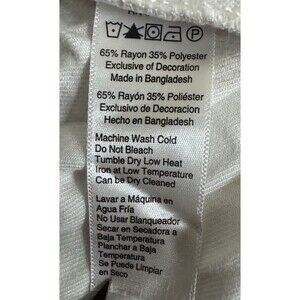 65% Rayon 35% Polyester
Exclusive of Decoration
Made in Bangladesh
65% Rayon 35% Poliéster
Exclusivo de Decoracion
Hecho en Bangladesh
Machine Wash Cold
Do Not Bleach
Tumble Dry Low Heat
Iron at Low Temperature
Can be Dry Cleaned
Lavar a Máquina en
Agua Fría
No Usar Blanqueador
Secar en Secadora a
Baja Temperatura
Planchar a Baja
Temperatura
Se Puede Limpiar
en Seco